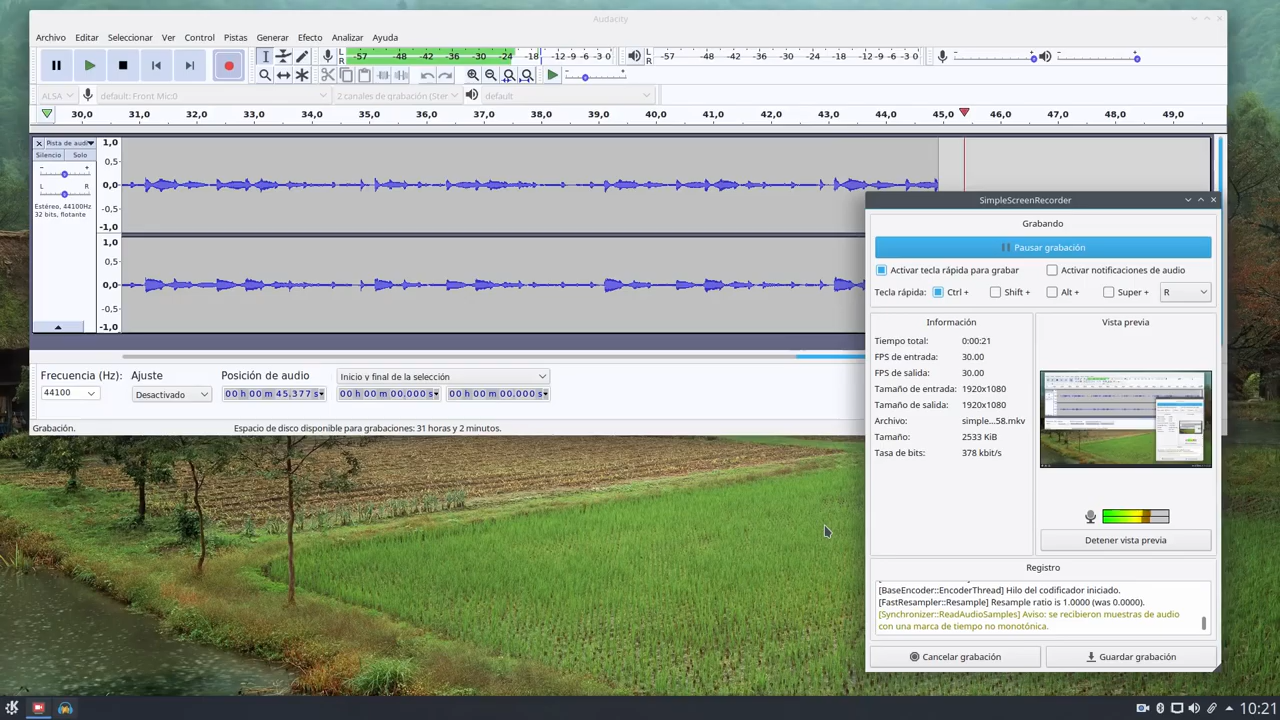 Audacity
Archivo Editar Seleccionar Ver Control Pistas Generar Efecto Analizar Ayuda
L R -57 -48 -42 -36 -30 -24 -18 -12 -9 -6 -3 0
L R -57 -48 -42 -36 -30 -24 -18 -12 -9 -6 -3 0
ALSA default: Front Mic:0 2 canales de grabación (Ster default
30,0 31,0 32,0 33,0 34,0 35,0 36,0 37,0 38,0 39,0 40,0 41,0 42,0 43,0 44,0 45,0 46,0 47,0 48,0 49,0
Pista de audi
Silencio Solo
- +
L R
Estéreo, 44100Hz
32 bits, flotante
1,0
0,5
0,0
-0,5
-1,0
1,0
0,5
0,0
-0,5
-1,0
Frecuencia (Hz): Ajuste Posición de audio Inicio y final de la selección
44100 Desactivado 00 h 00 m 45,377 s 00 h 00 m 00,000 s 00 h 00 m 00,000 s
Grabación. Espacio de disco disponible para grabaciones: 31 horas y 2 minutos.
SimpleScreenRecorder
Grabando
Pausar grabación
Activar tecla rápida para grabar Activar notificaciones de audio
Tecla rápida: Ctrl + Shift + Alt + Super + R
Información
Tiempo total: 0:00:21
FPS de entrada: 30.00
FPS de salida: 30.00
Tamaño de entrada: 1920x1080
Tamaño de salida: 1920x1080
Archivo: simple...58.mkv
Tamaño: 2533 KiB
Tasa de bits: 378 kbit/s
Vista previa
Detener vista previa
Registro
[BaseEncoder::EncoderThread] Hilo del codificador iniciado.
[FastResampler::Resample] Resample ratio is 1.0000 (was 0.0000).
[Synchronizer::ReadAudioSamples] Aviso: se recibieron muestras de audio
con una marca de tiempo no monotónica.
Cancelar grabación Guardar grabación
10:21